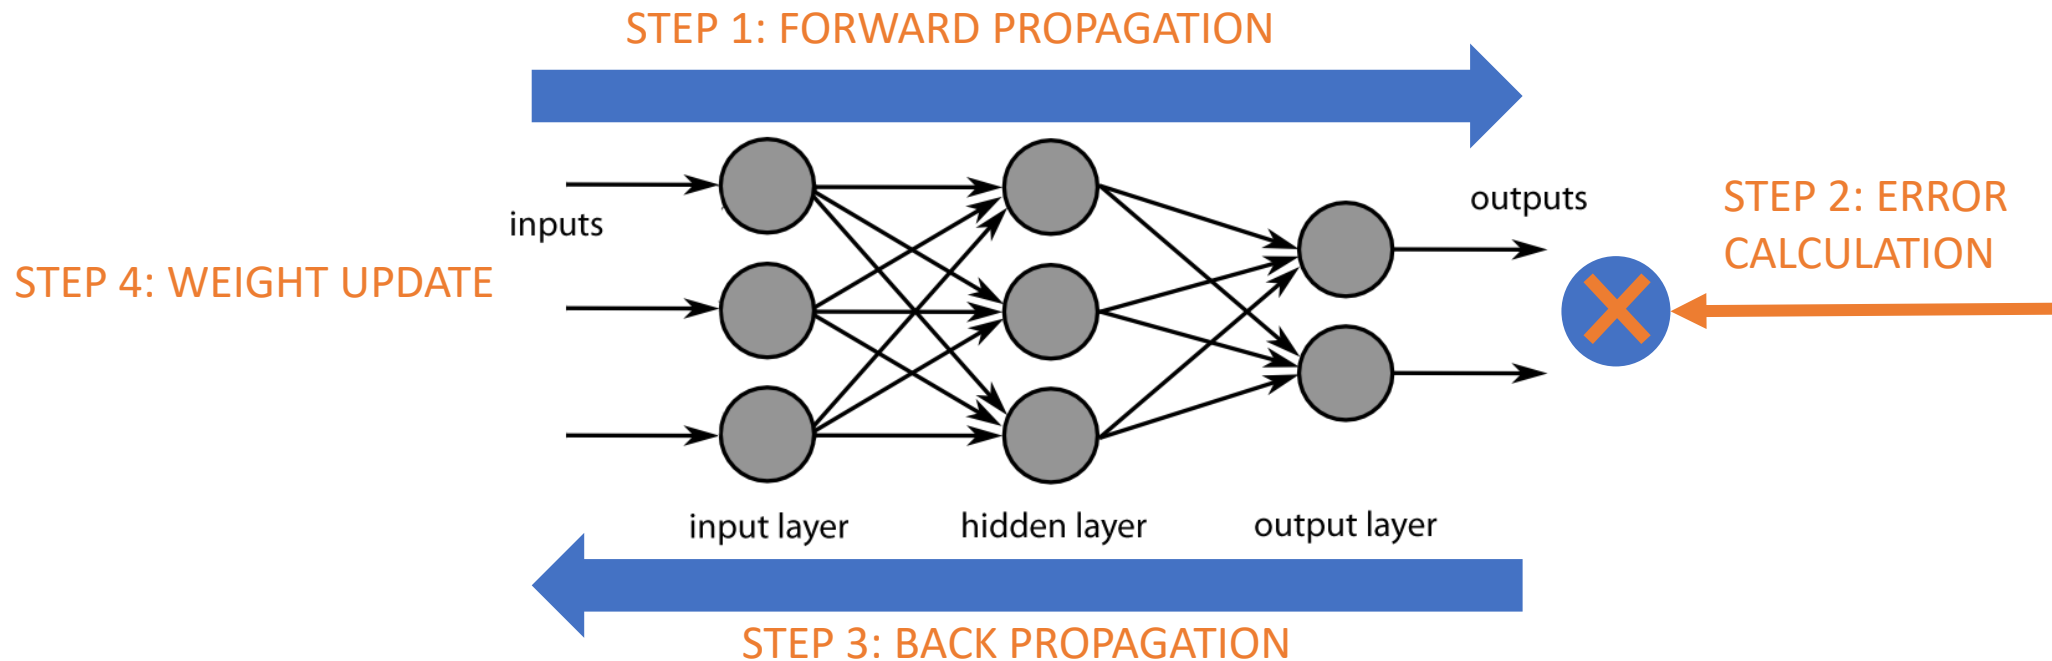 STEP 1: FORWARD PROPAGATION
inputs
outputs
STEP 2: ERROR
CALCULATION
STEP 4: WEIGHT UPDATE
input layer
hidden layer
output layer
STEP 3: BACK PROPAGATION